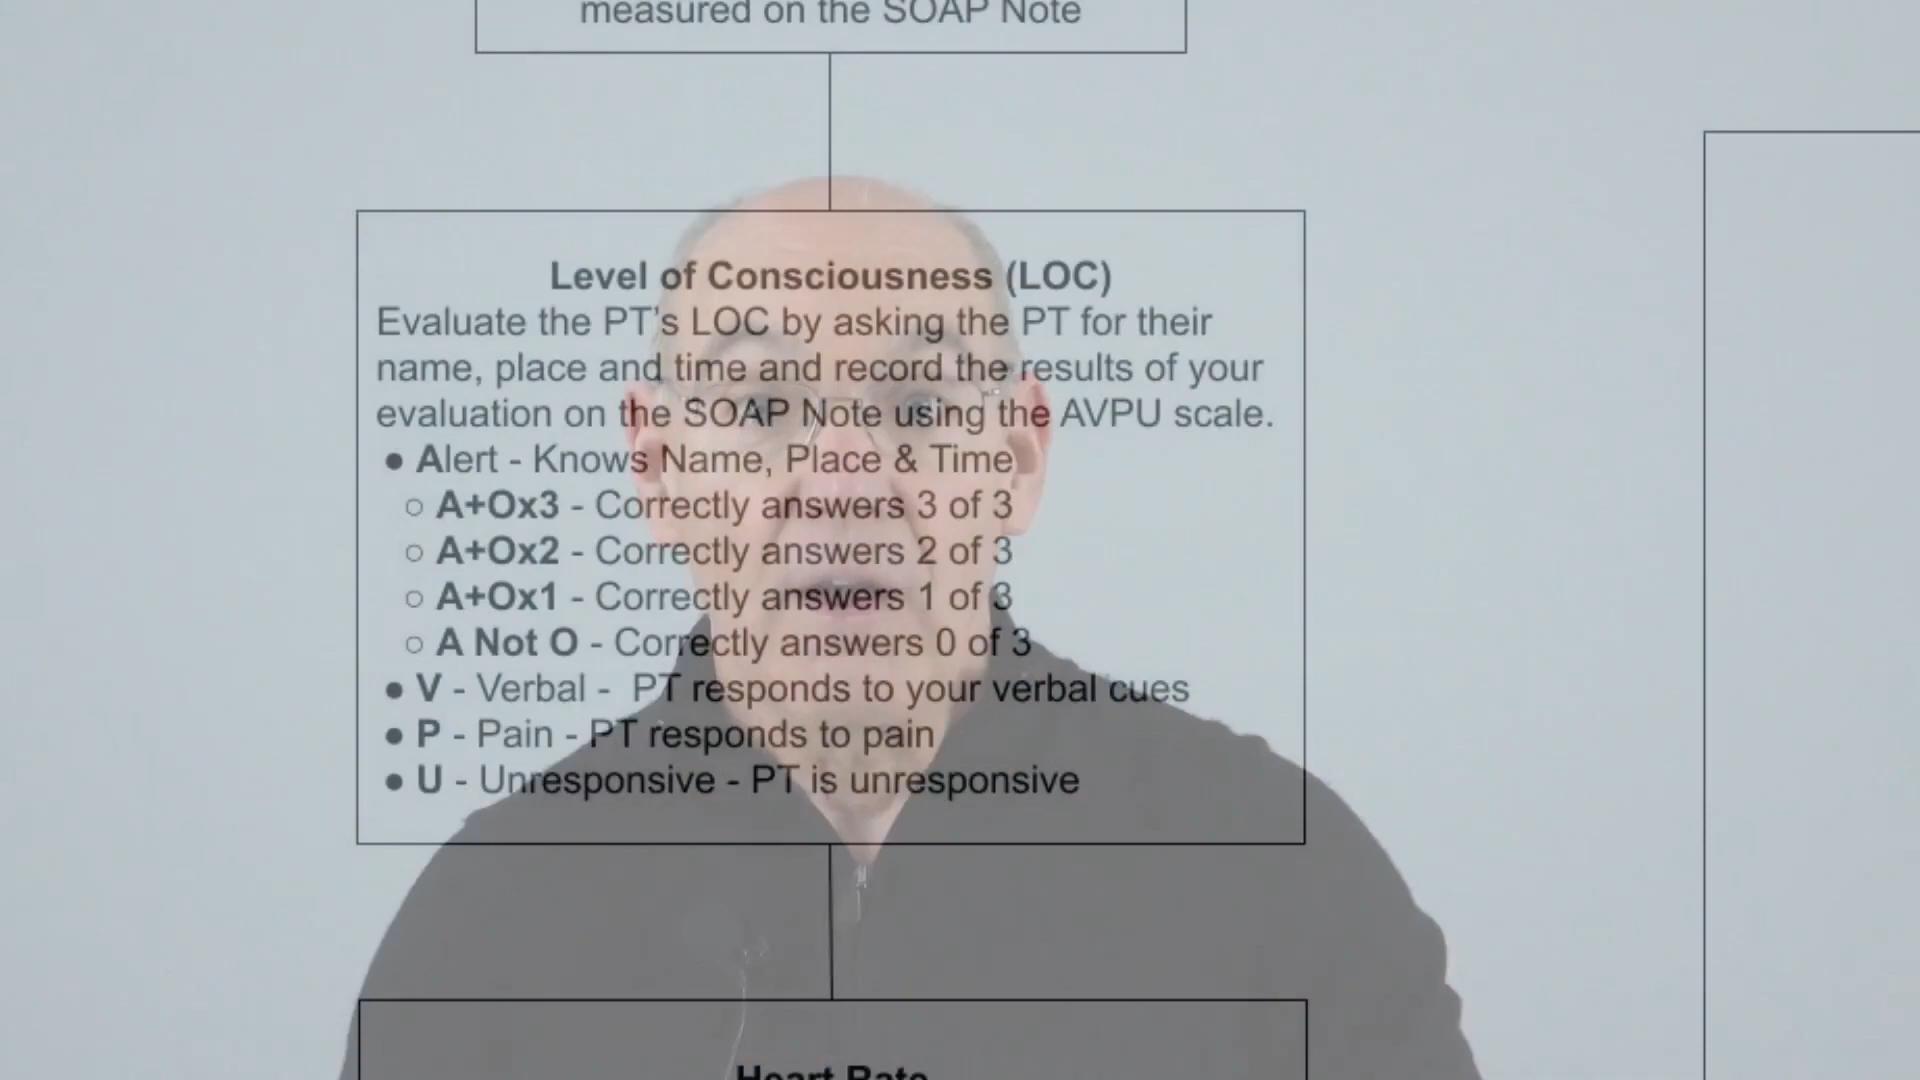 measured on the SOAP Note
Level of Consciousness (LOC)
Evaluate the PT's LOC by asking the PT for their
name, place and time and record the results of your
evaluation on the SOAP Note using the AVPU scale.
● Alert - Knows Name, Place & Time
○ A+Ox3 - Correctly answers 3 of 3
○ A+Ox2 - Correctly answers 2 of 3
○ A+Ox1 - Correctly answers 1 of 3
○ A Not O - Correctly answers 0 of 3
● V - Verbal -  PT responds to your verbal cues
● P - Pain - PT responds to pain
● U - Unresponsive - PT is unresponsive
Heart Rate